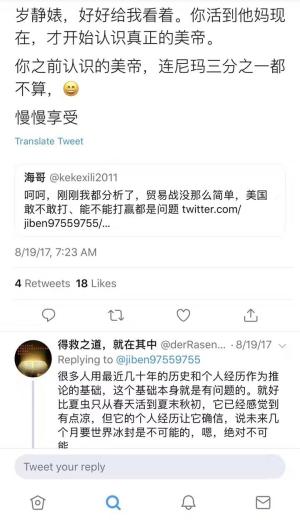 岁静婊，好好给我看着。你活到他妈现
在，才开始认识真正的美帝。
你之前认识的美帝，连尼玛三分之一都
不算，😄
慢慢享受
Translate Tweet
海哥 @kekexili2011
呵呵，刚刚我都分析了，贸易战没那么简单，美国
敢不敢打、能不能打赢都是问题 twitter.com/
jiben97559755/...
8/19/17, 7:23 AM
4 Retweets 18 Likes
得救之道，就在其中 @derRasen... · 8/19/17
Replying to @jiben97559755
很多人用最近几十年的历史和个人经历作为推
论的基础，这个基础本身就是有问题的。就好
比夏虫只从春天活到夏末秋初，它已经感觉到
有点凉，但它的个人经历让它确信，说未来几
个月要世界冰封是不可能的，嗯，绝对不可
能
Tweet your reply